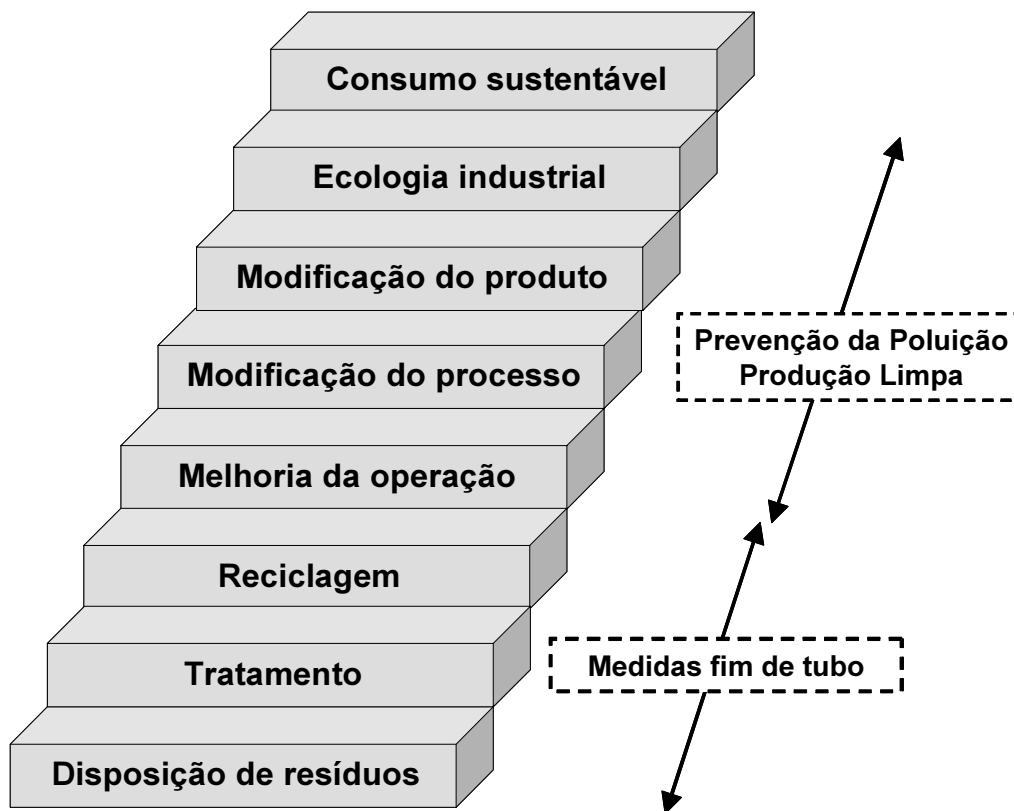 Consumo sustentável
Ecologia industrial
Modificação do produto
Modificação do processo
Melhoria da operação
Reciclagem
Tratamento
Disposição de resíduos
Prevenção da Poluição
Produção Limpa
Medidas fim de tubo